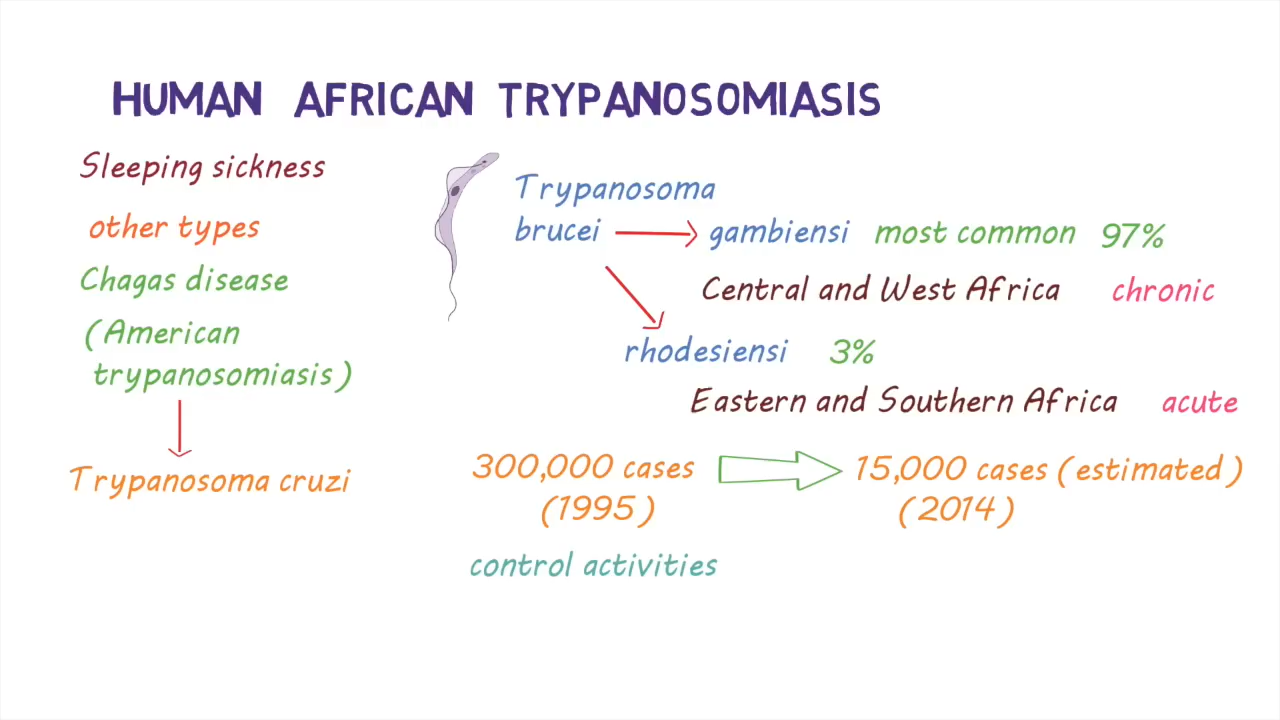 HUMAN AFRICAN TRYPANOSOMIASIS
Sleeping sickness
other types
Chagas disease
(American
trypanosomiasis)
Trypanosoma cruzi
Trypanosoma
brucei gambiensi most common 97%
Central and West Africa chronic
rhodesiensi 3%
Eastern and Southern Africa acute
300,000 cases 15,000 cases (estimated)
(1995) (2014)
control activities